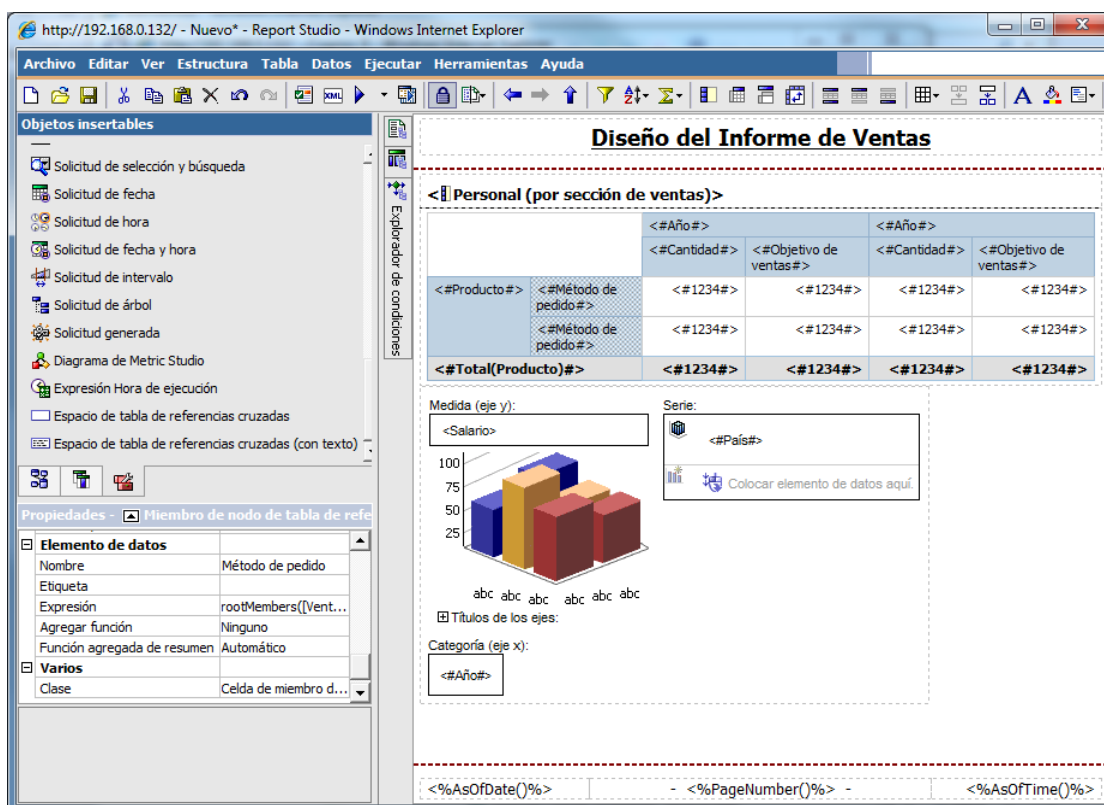 http://192.168.0.132/ - Nuevo* - Report Studio - Windows Internet Explorer
Archivo Editar Ver Estructura Tabla Datos Ejecutar Herramientas Ayuda
XML
Objetos insertables
Solicitud de selección y búsqueda
Solicitud de fecha
Solicitud de hora
Solicitud de fecha y hora
Solicitud de intervalo
Solicitud de árbol
Solicitud generada
Diagrama de Metric Studio
Expresión Hora de ejecución
Espacio de tabla de referencias cruzadas
Espacio de tabla de referencias cruzadas (con texto)
Propiedades - Miembro de nodo de tabla de refe
Elemento de datos
Nombre Método de pedido
Etiqueta
Expresión rootMembers([Vent...
Agregar función Ninguno
Función agregada de resumen Automático
Varios
Clase Celda de miembro d...
Explorador de condiciones
Diseño del Informe de Ventas
<Personal (por sección de ventas)>
<#Año#> <#Año#>
<#Cantidad#> <#Objetivo de ventas#> <#Cantidad#> <#Objetivo de ventas#>
<#Producto#> <#Método de pedido#> <#1234#> <#1234#> <#1234#> <#1234#>
<#Método de pedido#> <#1234#> <#1234#> <#1234#> <#1234#>
<#Total(Producto)#> <#1234#> <#1234#> <#1234#> <#1234#>
Medida (eje y):
<Salario>
Serie:
<#País#>
Colocar elemento de datos aquí.
100
75
50
25
abc abc abc abc abc abc
Títulos de los ejes:
Categoría (eje x):
<#Año#>
<%AsOfDate()%> - <%PageNumber()%> - <%AsOfTime()%>